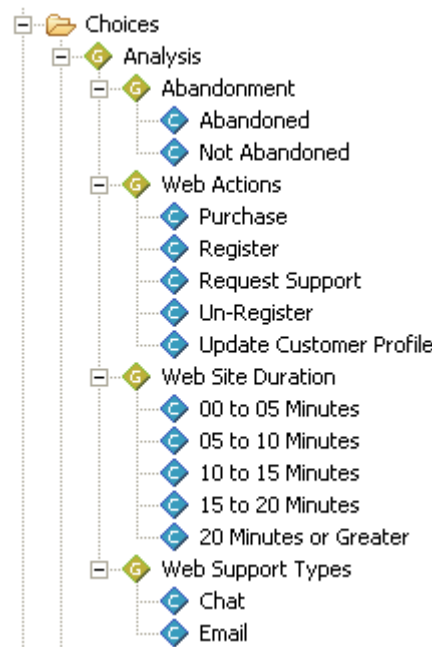 Choices
G Analysis
G Abandonment
C Abandoned
C Not Abandoned
G Web Actions
C Purchase
C Register
C Request Support
C Un-Register
C Update Customer Profile
G Web Site Duration
C 00 to 05 Minutes
C 05 to 10 Minutes
C 10 to 15 Minutes
C 15 to 20 Minutes
C 20 Minutes or Greater
G Web Support Types
C Chat
C Email